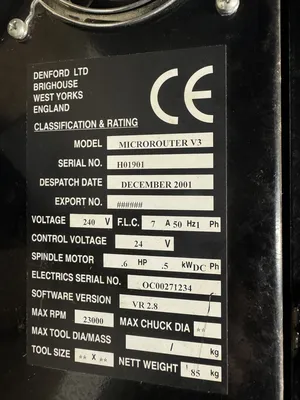 DENFORD LTD
BRIGHOUSE
WEST YORKS
ENGLAND
CE
CLASSIFICATION & RATING
MODEL MICROROUTER V3
SERIAL NO. H01901
DESPATCH DATE DECEMBER 2001
EXPORT NO. ######
VOLTAGE 240 V F.L.C. 7 A 50 Hz 1 Ph
CONTROL VOLTAGE 24 V
SPINDLE MOTOR .6 HP .5 kW DC Ph
ELECTRICS SERIAL NO. OC00271234
SOFTWARE VERSION VR 2.8
MAX RPM 23000 MAX CHUCK DIA **
MAX TOOL DIA/MASS / kg
TOOL SIZE ** X ** NETT WEIGHT 85 kg